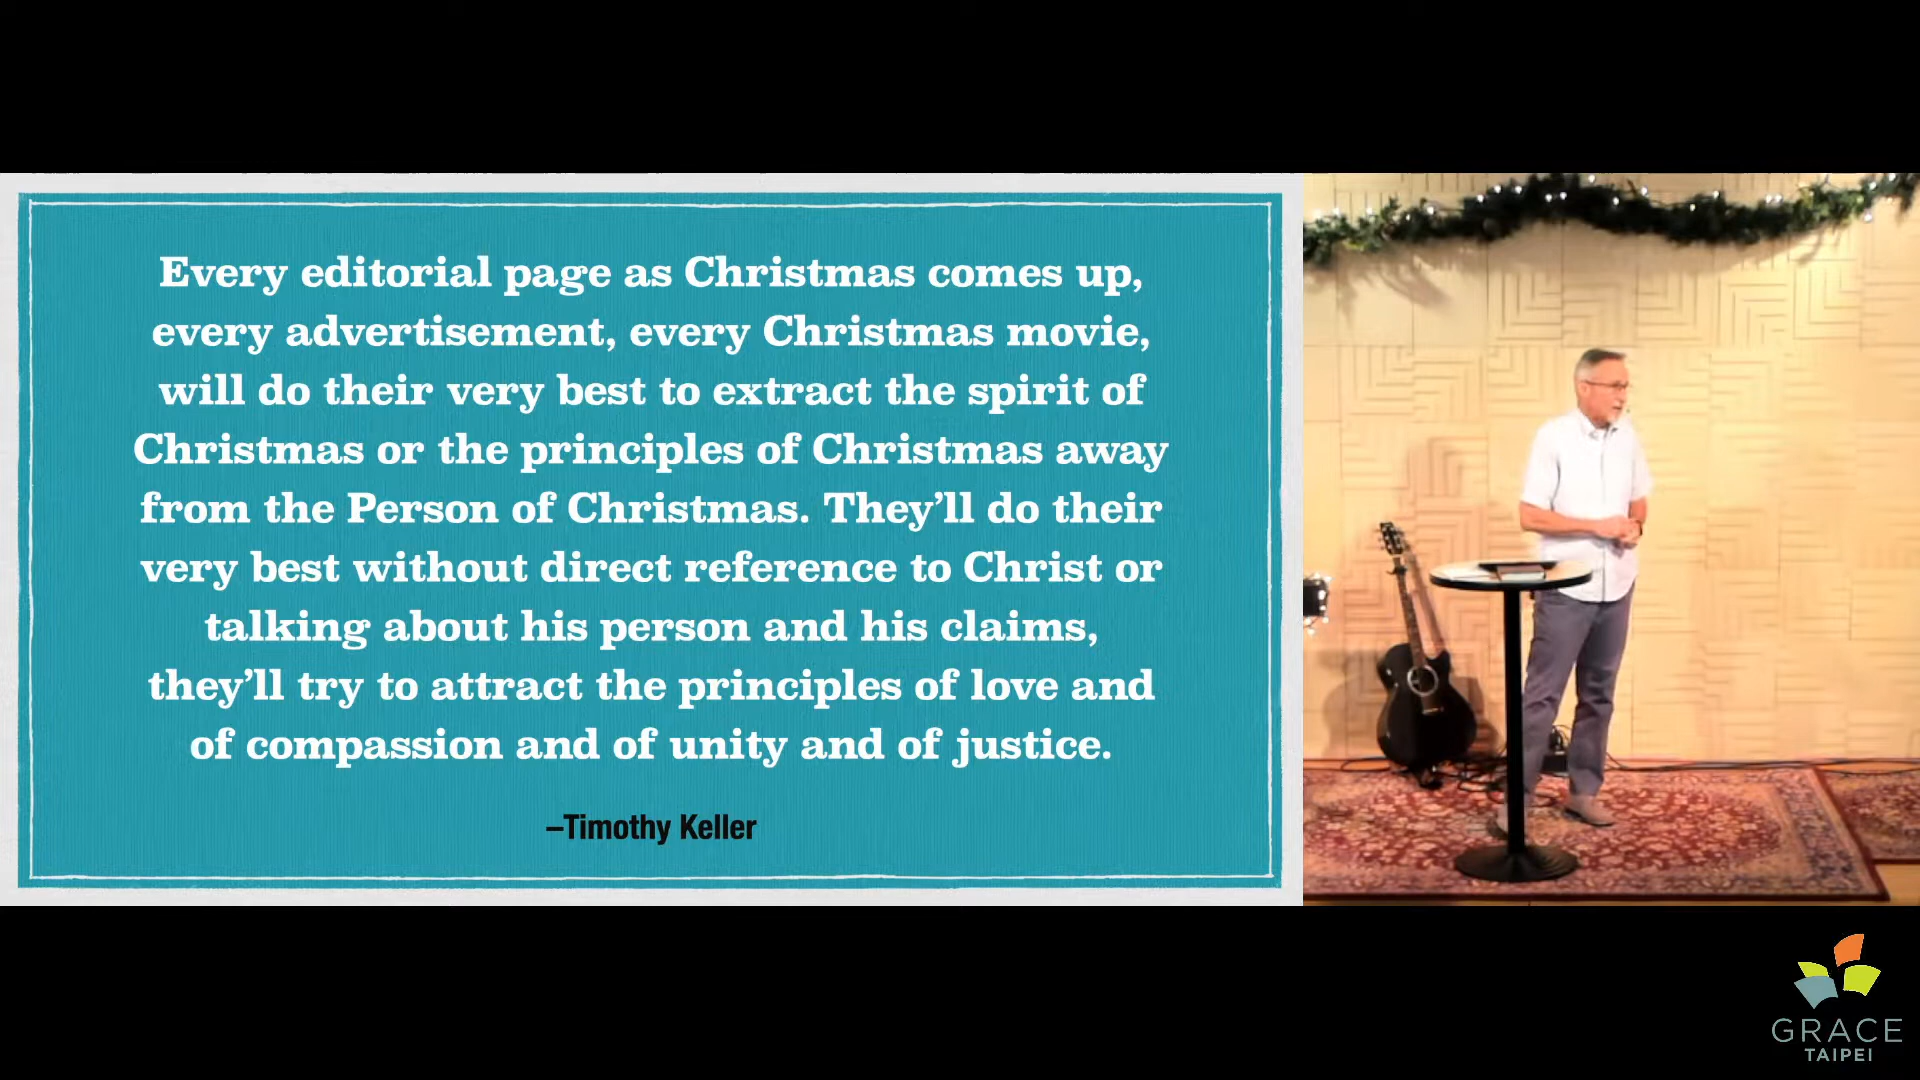 Every editorial page as Christmas comes up,
every advertisement, every Christmas movie,
will do their very best to extract the spirit of
Christmas or the principles of Christmas away
from the Person of Christmas. They’ll do their
very best without direct reference to Christ or
talking about his person and his claims,
they’ll try to attract the principles of love and
of compassion and of unity and of justice.
–Timothy Keller
GRACE
TAIPEI